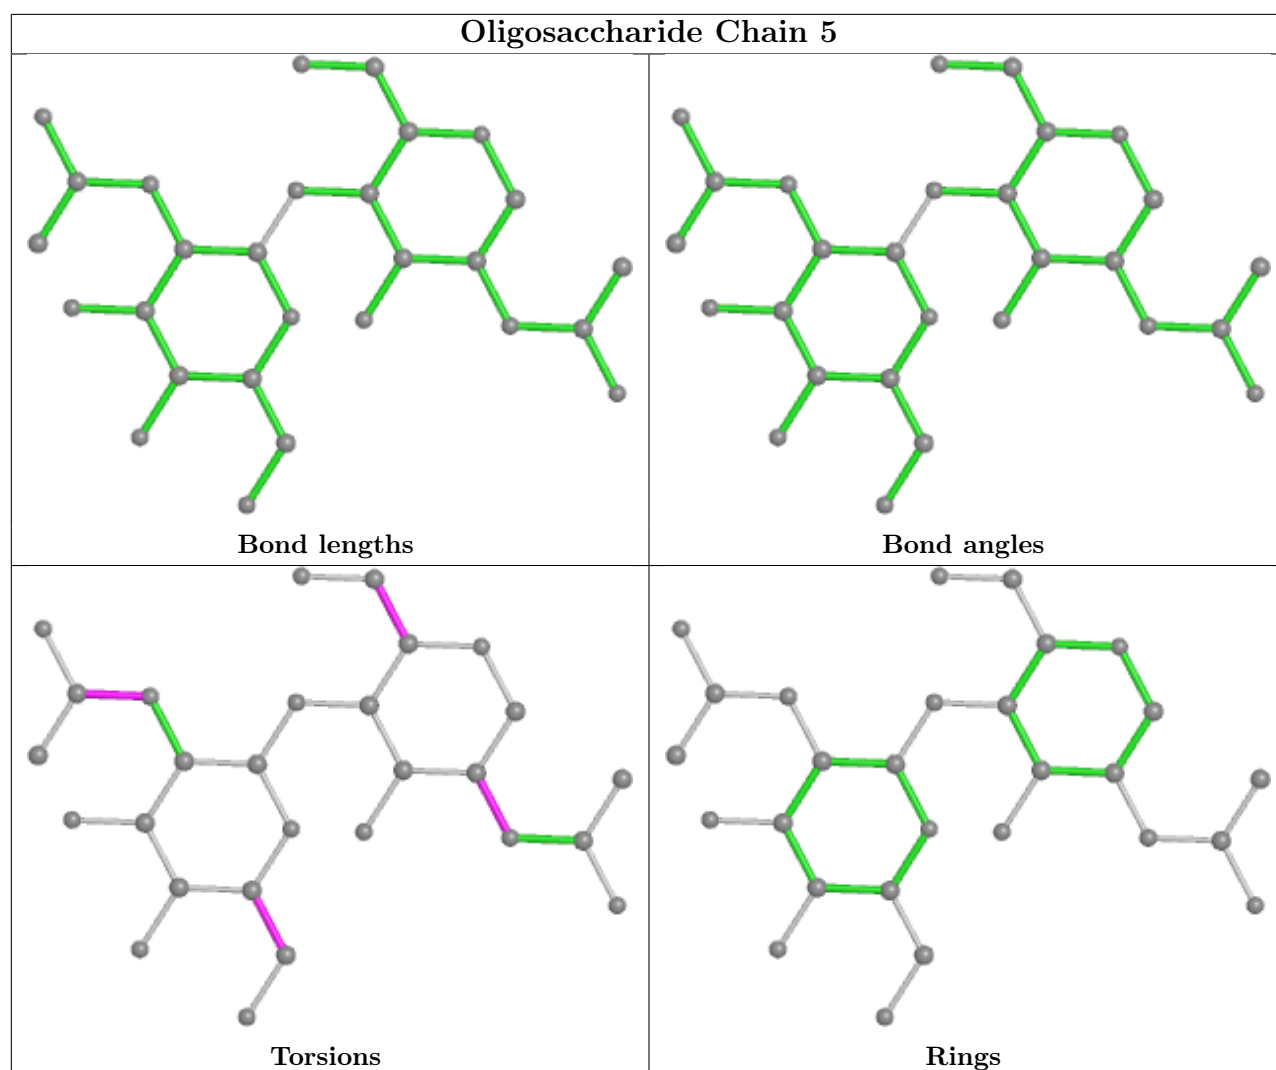 Oligosaccharide Chain 5
Bond lengths
Bond angles
Torsions
Rings